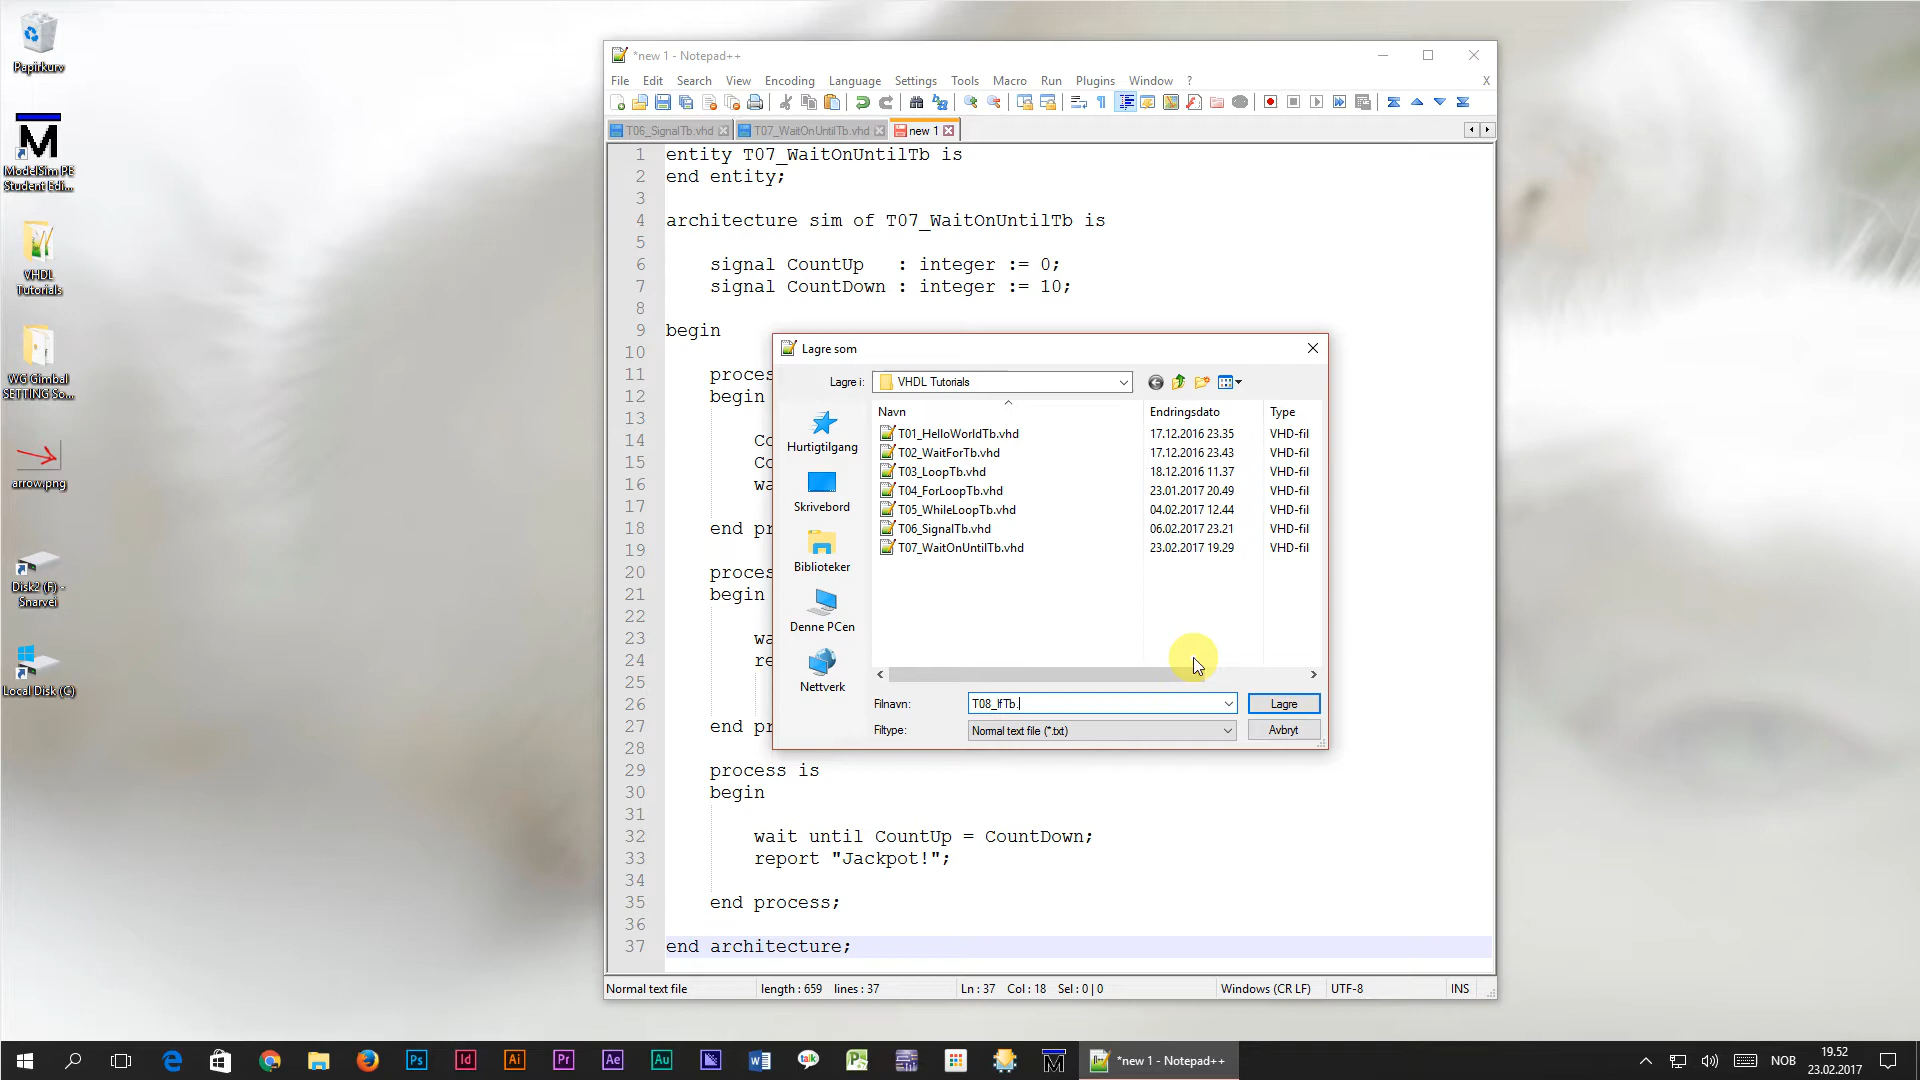 Papirkurv
ModelSim PE
Student Edi...
VHDL
Tutorials
WG Gimbal
SETTING So...
arrow.png
Disk2 (F) -
Snarvei
Local Disk (C)
*new 1 - Notepad++
File Edit Search View Encoding Language Settings Tools Macro Run Plugins Window ? X
T06_SignalTb.vhd T07_WaitOnUntilTb.vhd new 1
1 entity T07_WaitOnUntilTb is
2 end entity;
3
4 architecture sim of T07_WaitOnUntilTb is
5
6 signal CountUp : integer := 0;
7 signal CountDown : integer := 10;
8
9 begin
10
11 proces
12 begin
13
14 Co
15 Co
16 wa
17
18 end pr
19
20 proces
21 begin
22
23 wa
24 re
25
26
27 end pr
28
29 process is
30 begin
31
32 wait until CountUp = CountDown;
33 report "Jackpot!";
34
35 end process;
36
37 end architecture;
Lagre som
Lagre i: VHDL Tutorials
Hurtigtilgang
Skrivebord
Biblioteker
Denne PCen
Nettverk
Navn Endringsdato Type
T01_HelloWorldTb.vhd 17.12.2016 23.35 VHD-fil
T02_WaitForTb.vhd 17.12.2016 23.43 VHD-fil
T03_LoopTb.vhd 18.12.2016 11.37 VHD-fil
T04_ForLoopTb.vhd 23.01.2017 20.49 VHD-fil
T05_WhileLoopTb.vhd 04.02.2017 12.44 VHD-fil
T06_SignalTb.vhd 06.02.2017 23.21 VHD-fil
T07_WaitOnUntilTb.vhd 23.02.2017 19.29 VHD-fil
Filnavn: T08_IfTb. Lagre
Filtype: Normal text file (*.txt) Avbryt
Normal text file length : 659 lines : 37 Ln : 37 Col : 18 Sel : 0 | 0 Windows (CR LF) UTF-8 INS
Ps Id Ai Pr Ae Au talk
*new 1 - Notepad++
NOB
19.52
23.02.2017